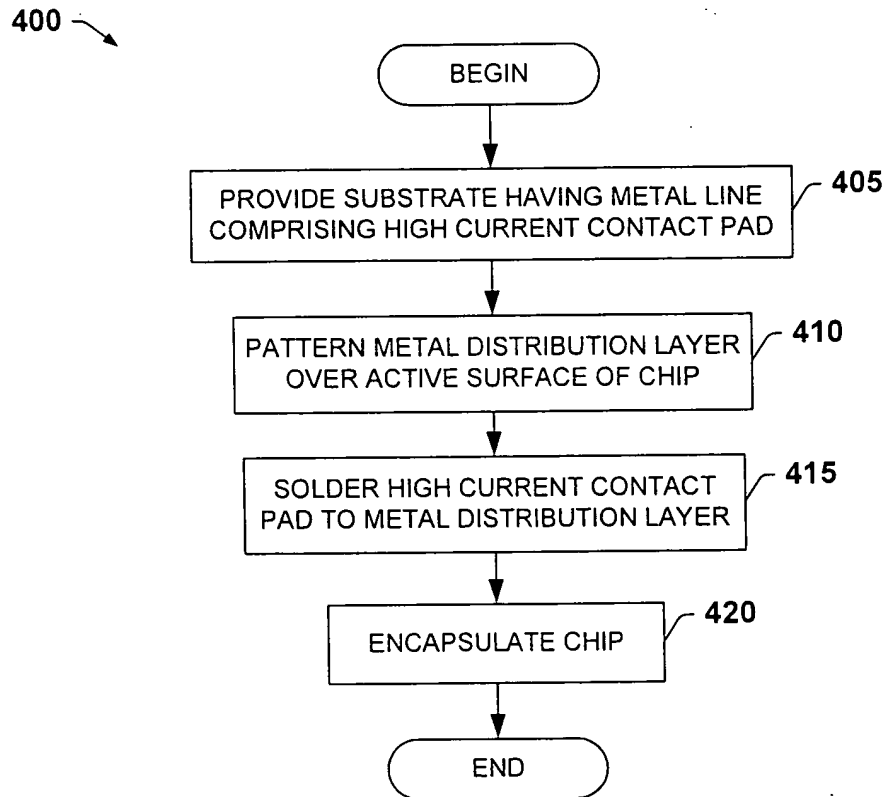 400
BEGIN
PROVIDE SUBSTRATE HAVING METAL LINE
COMPRISING HIGH CURRENT CONTACT PAD
405
PATTERN METAL DISTRIBUTION LAYER
OVER ACTIVE SURFACE OF CHIP
410
SOLDER HIGH CURRENT CONTACT
PAD TO METAL DISTRIBUTION LAYER
415
ENCAPSULATE CHIP
420
END